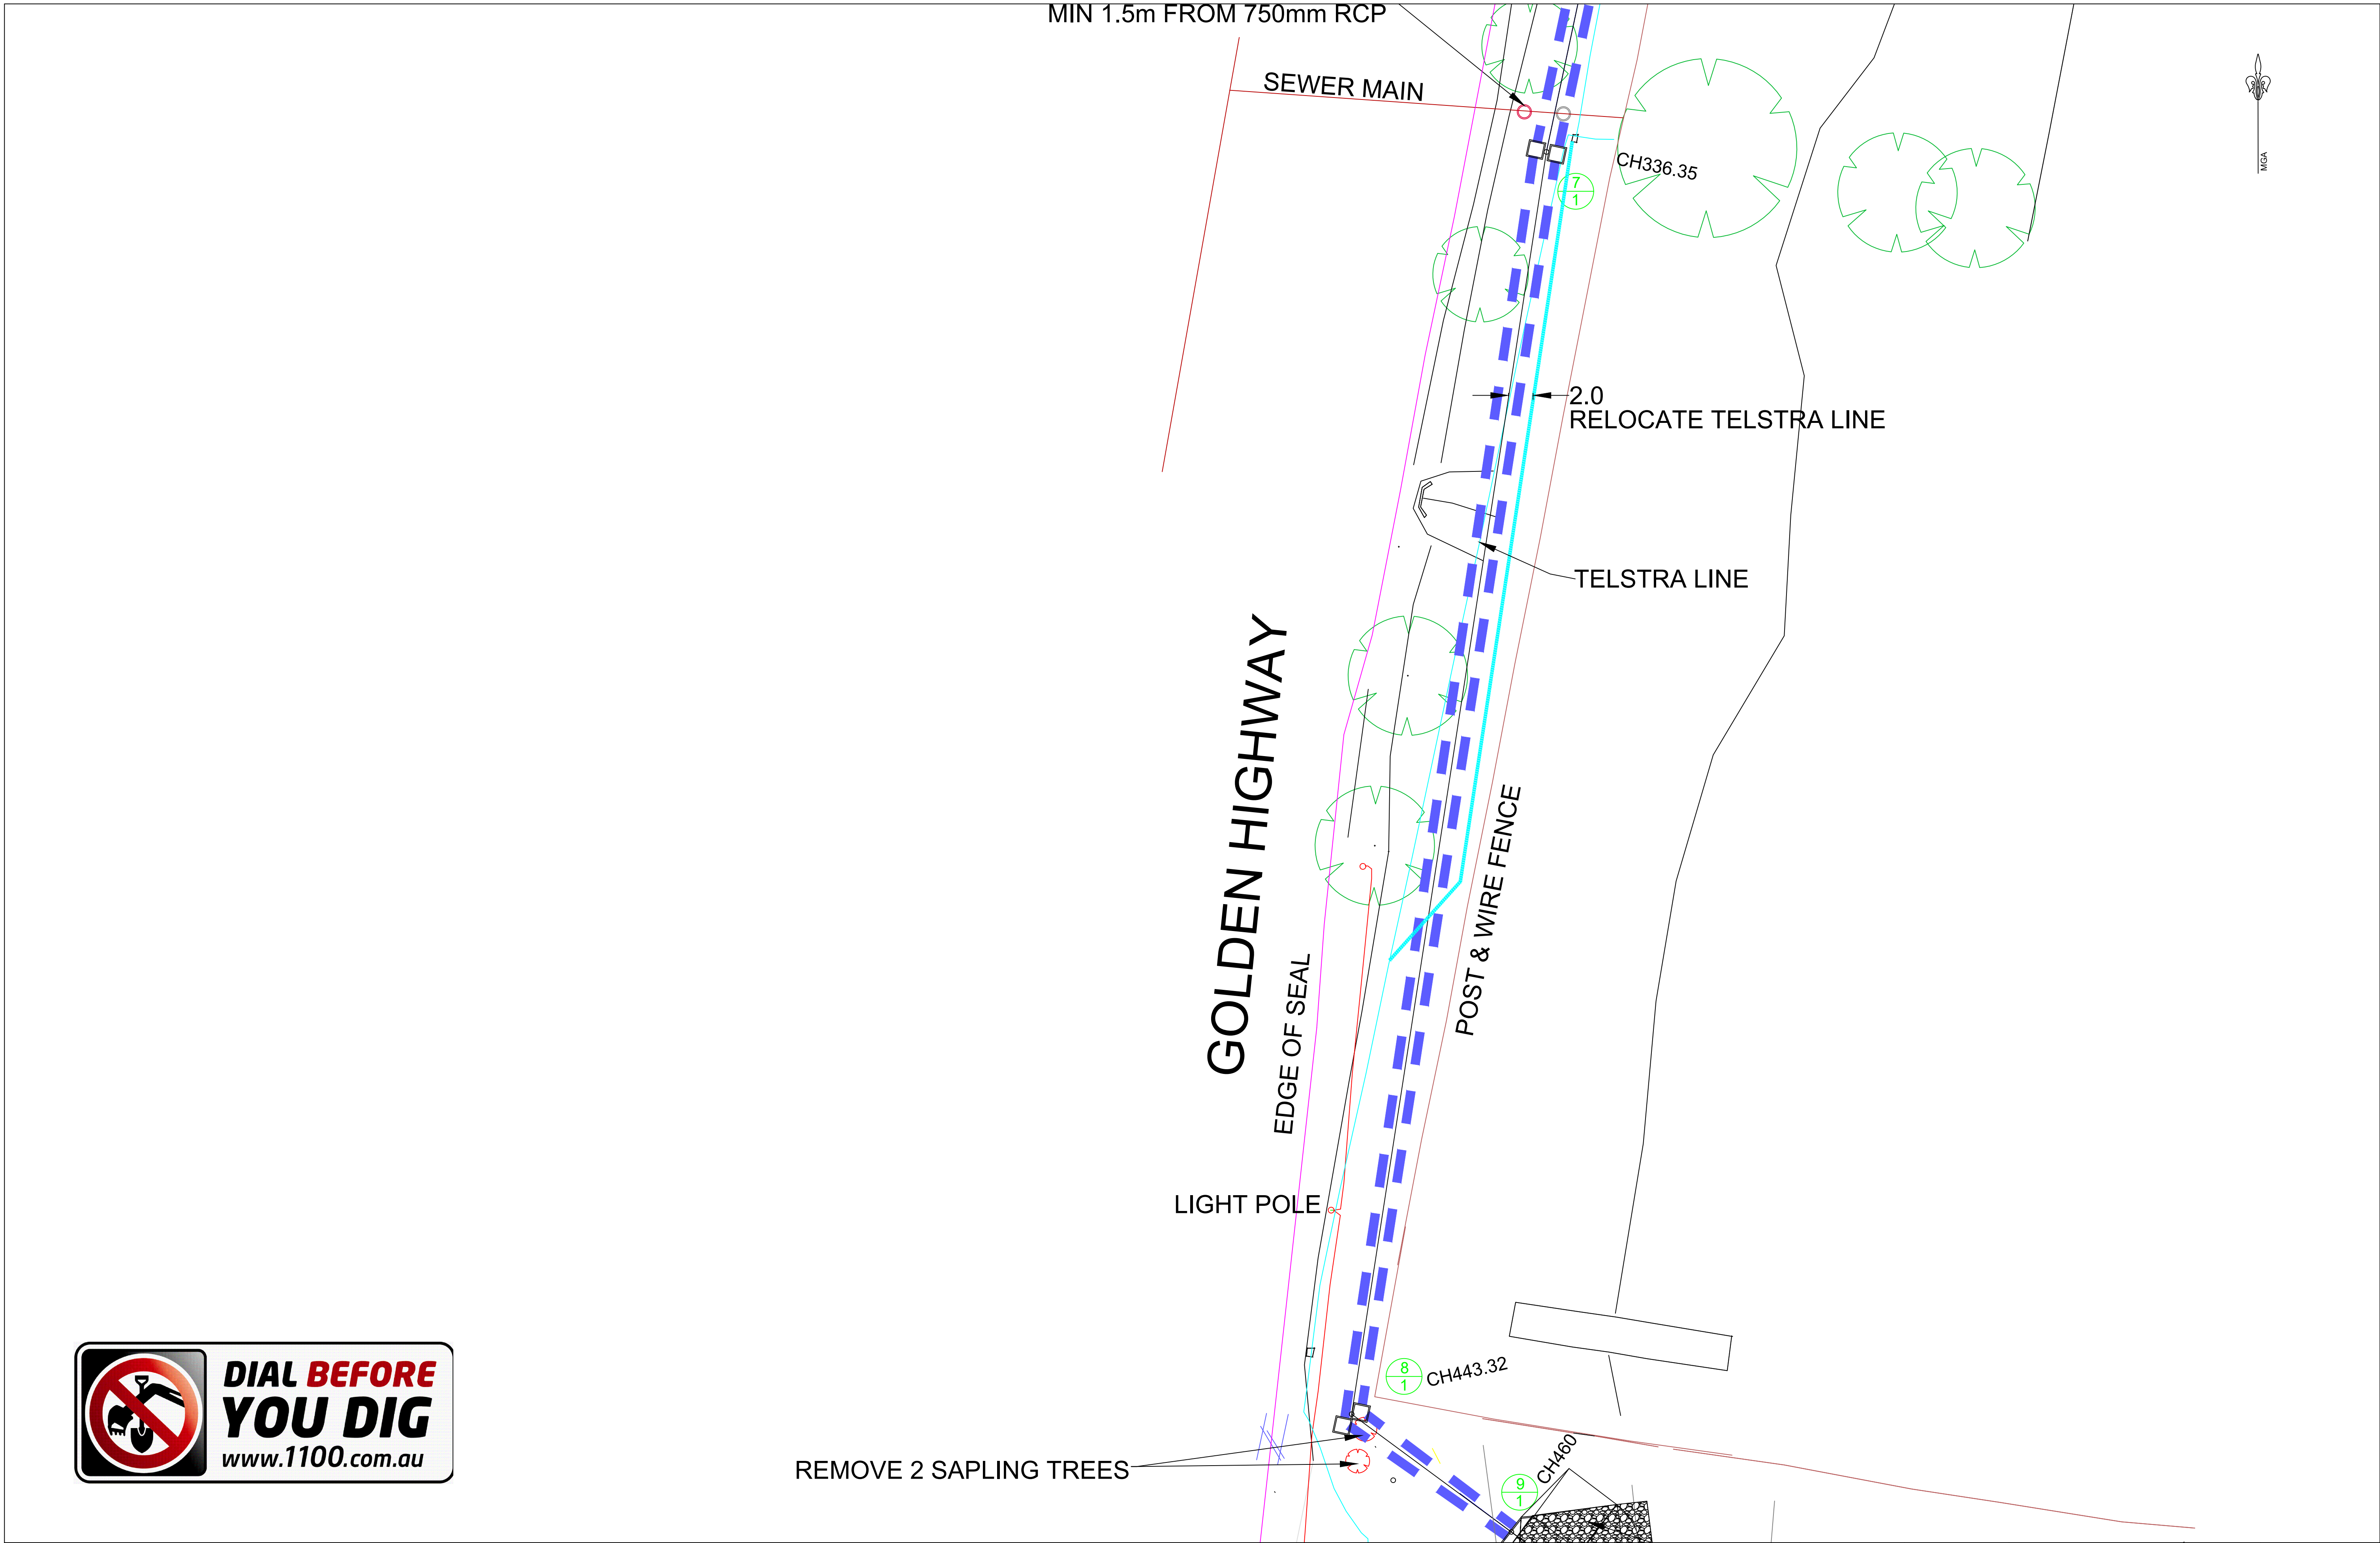 MIN 1.5m FROM 750mm RCP
SEWER MAIN
MGA
CH336.35
7
1
2.0
RELOCATE TELSTRA LINE
TELSTRA LINE
GOLDEN HIGHWAY
POST & WIRE FENCE
EDGE OF SEAL
LIGHT POLE
8
1
CH443.32
DIAL BEFORE
YOU DIG
www.1100.com.au
REMOVE 2 SAPLING TREES
9
1
CH460